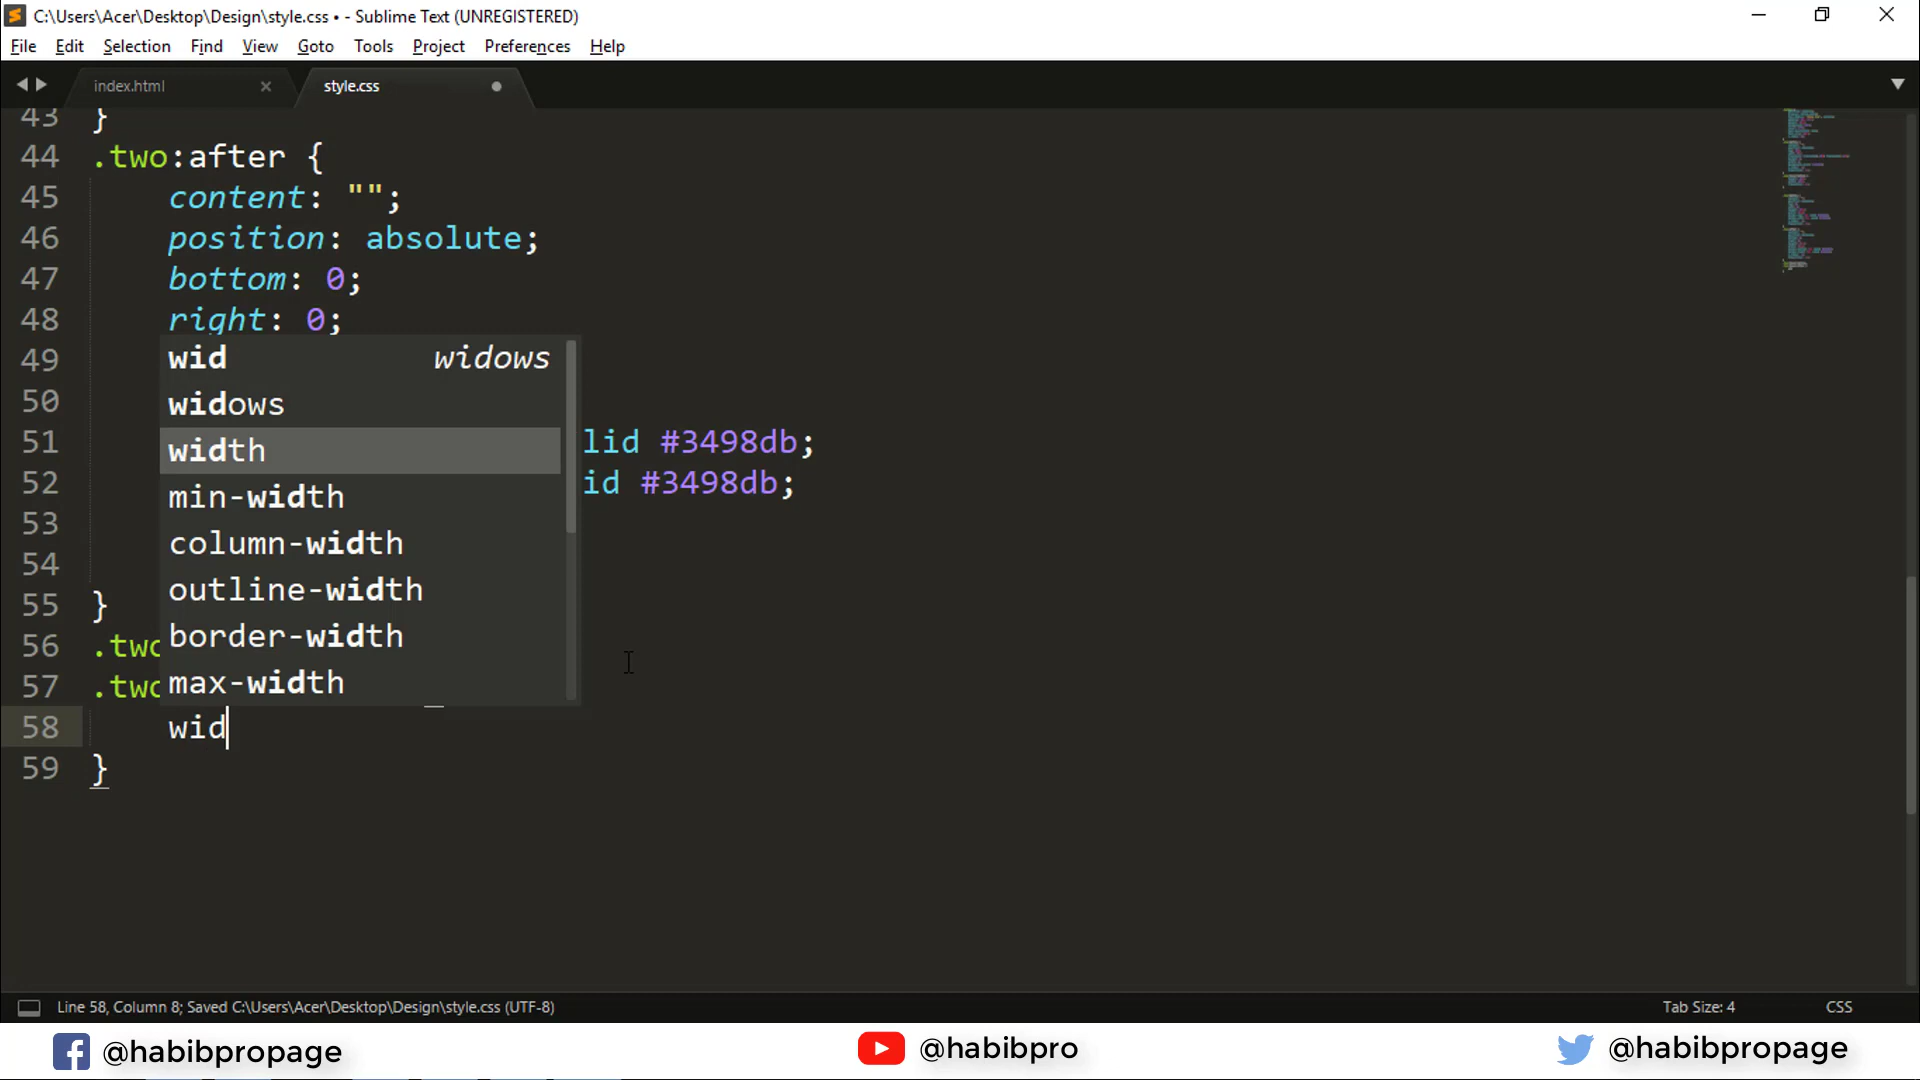 C:\Users\Acer\Desktop\Design\style.css • - Sublime Text (UNREGISTERED)
File Edit Selection Find View Goto Tools Project Preferences Help
index.html style.css
43 }
44 .two:after {
45 content: "";
46 position: absolute;
47 bottom: 0;
48 right: 0;
49 wid widows
50 widows
51 width lid #3498db;
52 min-width id #3498db;
53 column-width
54 outline-width
55 } border-width
56 .two
57 .two max-width
58 wid
59 }
Line 58, Column 8; Saved C:\Users\Acer\Desktop\Design\style.css (UTF-8) Tab Size: 4 CSS
@habibpropage @habibpro @habibpropage